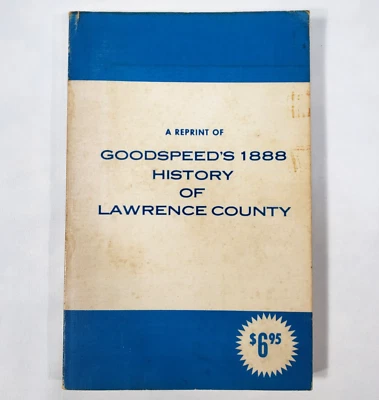 A REPRINT OF
GOODSPEED'S 1888
HISTORY
OF
LAWRENCE COUNTY
$6.95